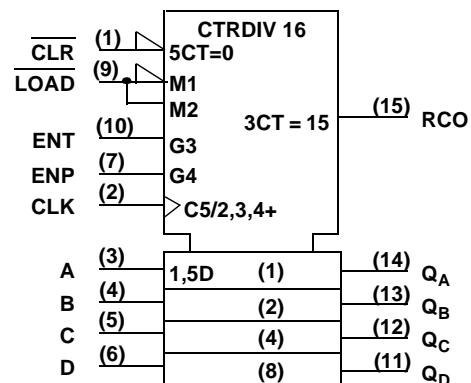 CTRDIV 16
CLR (1) 5CT=0
LOAD (9) M1
M2
3CT = 15 (15) RCO
ENT (10) G3
ENP (7) G4
CLK (2) C5/2,3,4+
A (3) 1,5D (1) (14) QA
B (4) (2) (13) QB
C (5) (4) (12) QC
D (6) (8) (11) QD